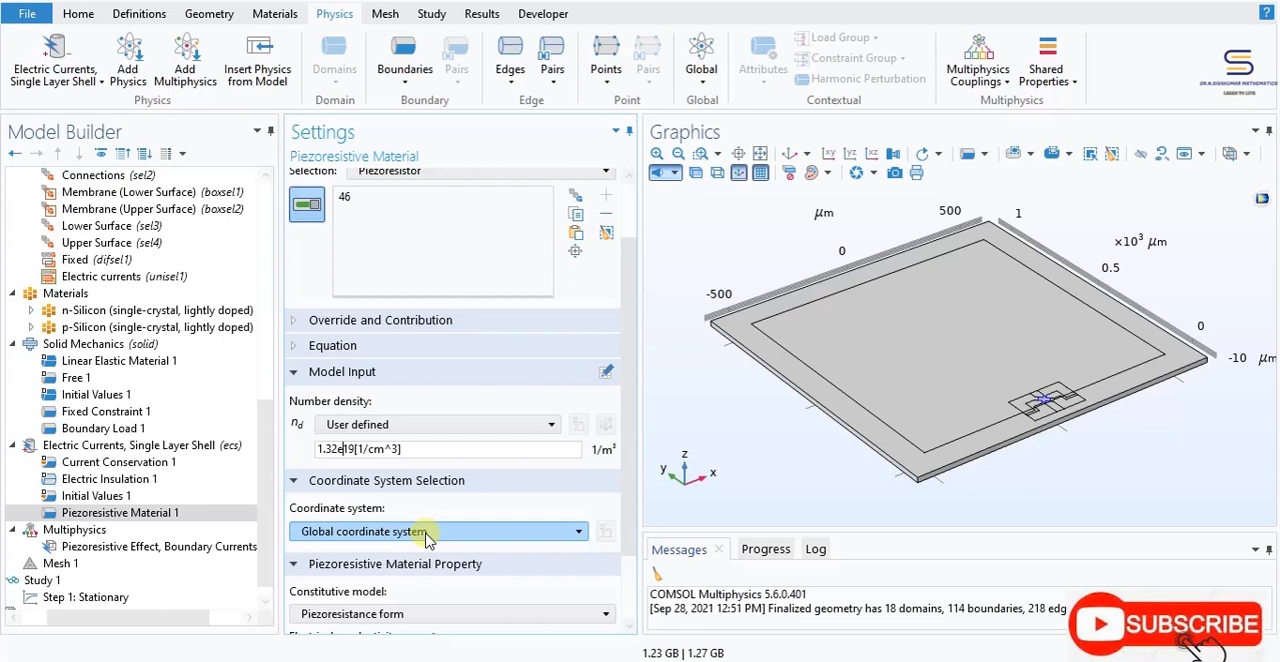 File Home Definitions Geometry Materials Physics Mesh Study Results Developer
Electric Currents, Single Layer Shell
Add Physics
Add Multiphysics
Insert Physics from Model
Domains
Boundaries
Pairs
Edges
Pairs
Points
Pairs
Global
Attributes
Load Group
Constraint Group
Harmonic Perturbation
Multiphysics Couplings
Shared Properties
Physics Domain Boundary Edge Point Global Contextual Multiphysics
DR.N.SIVAKUMAR MATHEMATICS
LEARN TO LIVE
Model Builder
Connections (sel2)
Membrane (Lower Surface) (boxsel1)
Membrane (Upper Surface) (boxsel2)
Lower Surface (sel3)
Upper Surface (sel4)
Fixed (difsel1)
Electric currents (unisel1)
Materials
n-Silicon (single-crystal, lightly doped)
p-Silicon (single-crystal, lightly doped)
Solid Mechanics (solid)
Linear Elastic Material 1
Free 1
Initial Values 1
Fixed Constraint 1
Boundary Load 1
Electric Currents, Single Layer Shell (ecs)
Current Conservation 1
Electric Insulation 1
Initial Values 1
Piezoresistive Material 1
Multiphysics
Piezoresistive Effect, Boundary Currents
Mesh 1
Study 1
Step 1: Stationary
Settings
Piezoresistive Material
Selection: Piezoresistor
46
Override and Contribution
Equation
Model Input
Number density:
nd User defined
1.32e19[1/cm^3] 1/m³
Coordinate System Selection
Coordinate system:
Global coordinate system
Piezoresistive Material Property
Constitutive model:
Piezoresistance form
Graphics
xy yz xz
µm 500 1
0 ×10³ µm
0.5
-500
0
-10 µm
z
y x
Messages Progress Log
COMSOL Multiphysics 5.6.0.401
[Sep 28, 2021 12:51 PM] Finalized geometry has 18 domains, 114 boundaries, 218 edg
SUBSCRIBE
1.23 GB | 1.27 GB